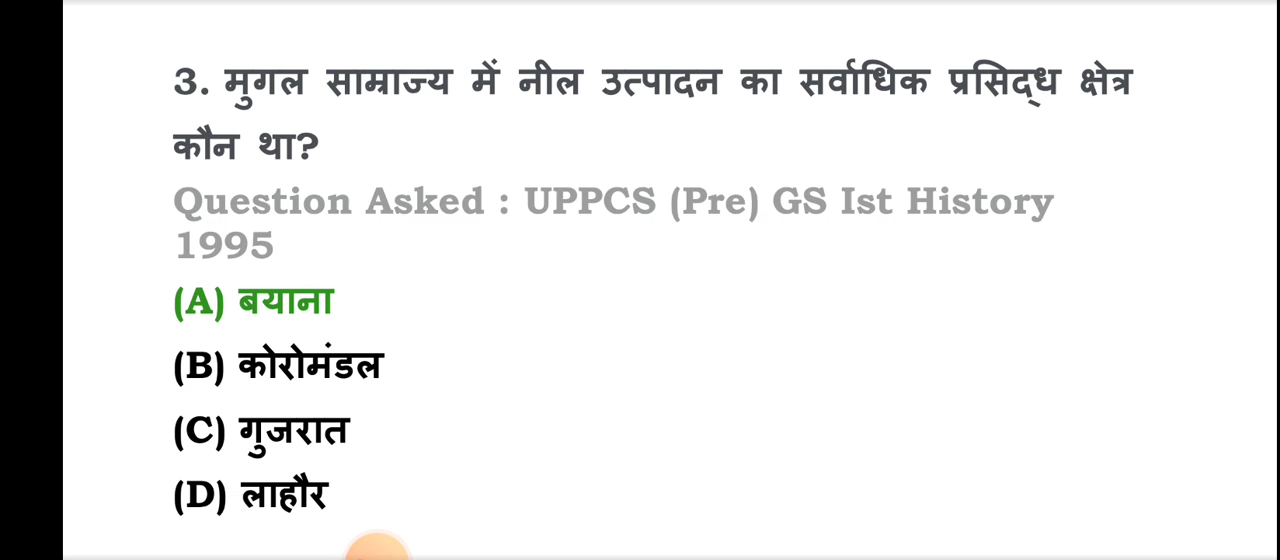 3. मुगल साम्राज्य में नील उत्पादन का सर्वाधिक प्रसिद्ध क्षेत्र
कौन था?
Question Asked : UPPCS (Pre) GS Ist History
1995
(A) बयाना
(B) कोरोमंडल
(C) गुजरात
(D) लाहौर